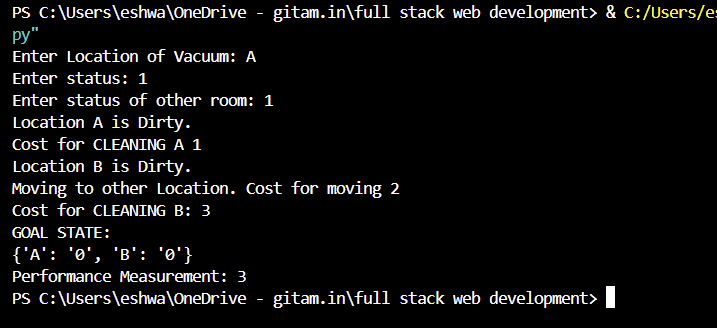 PS C:\Users\eshwa\OneDrive - gitam.in\full stack web development> & C:/Users/es
py"
Enter Location of Vacuum: A
Enter status: 1
Enter status of other room: 1
Location A is Dirty.
Cost for CLEANING A 1
Location B is Dirty.
Moving to other Location. Cost for moving 2
Cost for CLEANING B: 3
GOAL STATE:
{'A': '0', 'B': '0'}
Performance Measurement: 3
PS C:\Users\eshwa\OneDrive - gitam.in\full stack web development>